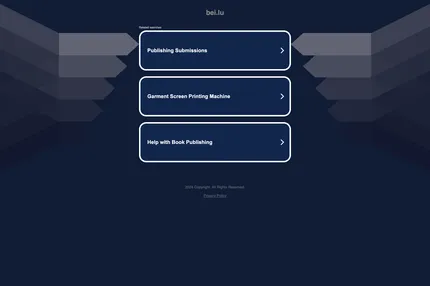 bei.lu
Related searches
Publishing Submissions
Garment Screen Printing Machine
Help with Book Publishing
2024 Copyright. All Rights Reserved.
Privacy Policy